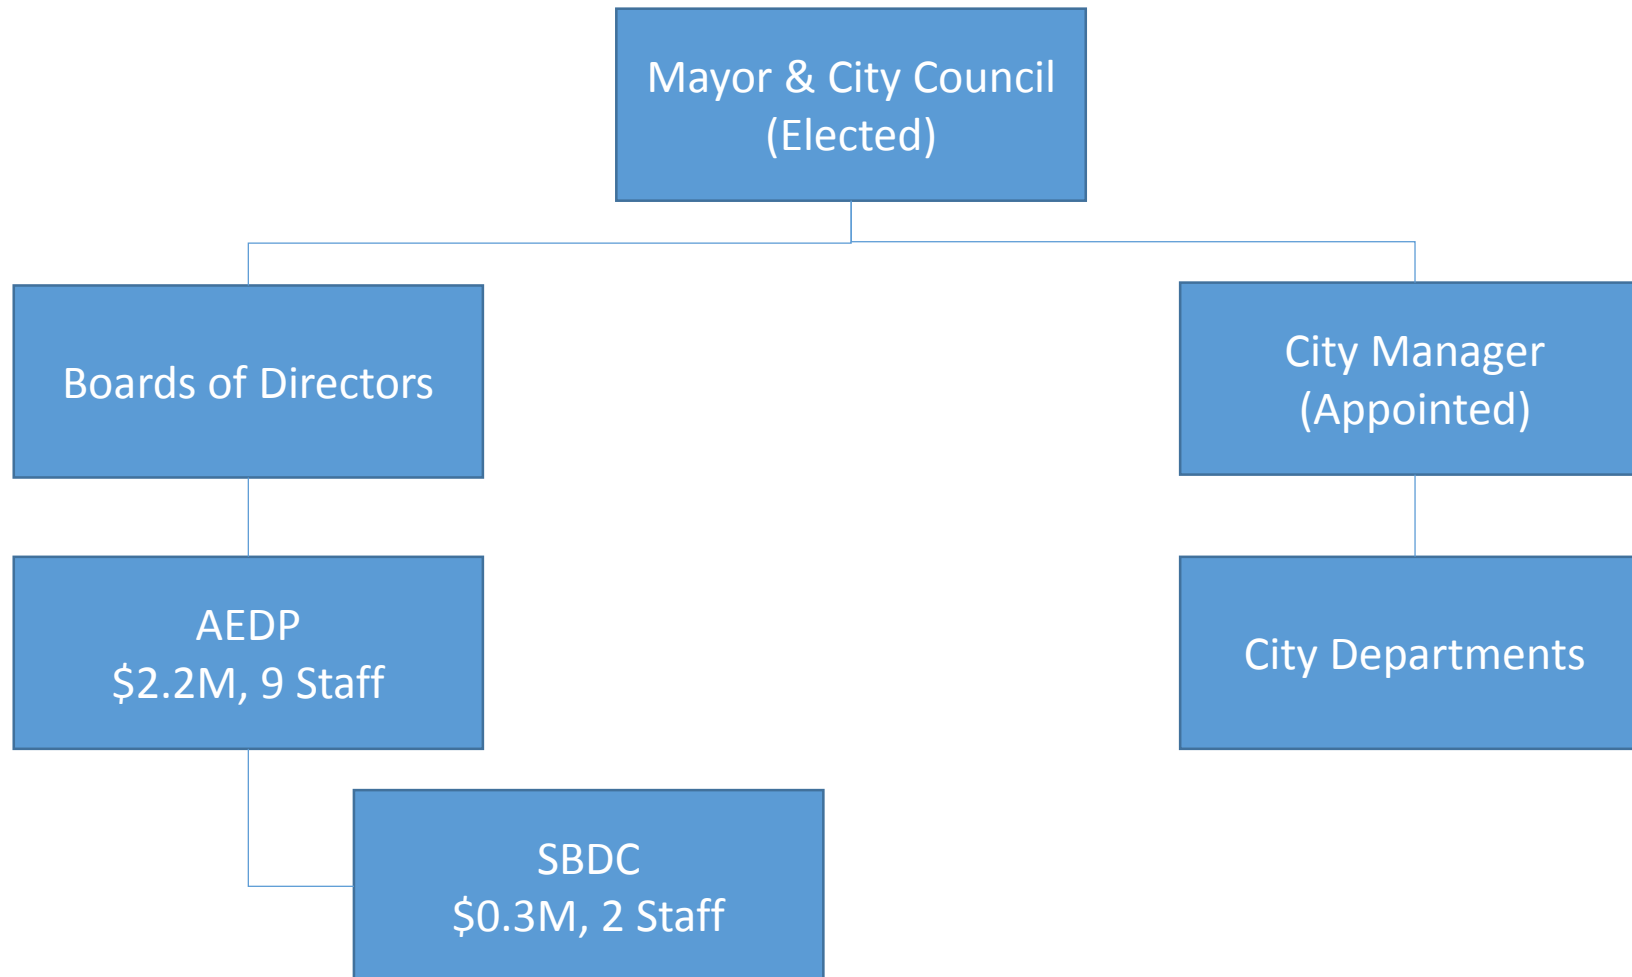 Mayor & City Council
(Elected)
Boards of Directors
City Manager
(Appointed)
AEDP
$2.2M, 9 Staff
City Departments
SBDC
$0.3M, 2 Staff